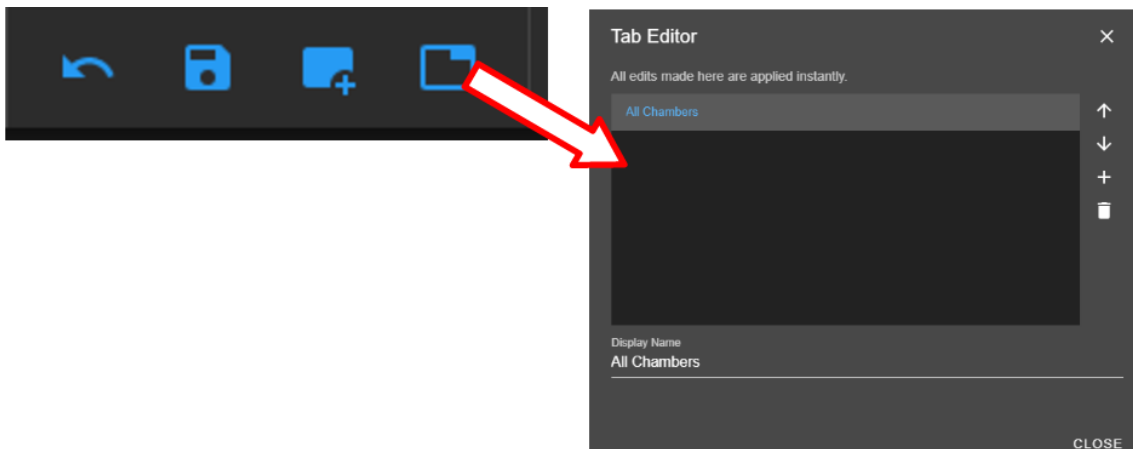 Tab Editor
All edits made here are applied instantly.
All Chambers
Display Name
All Chambers
CLOSE